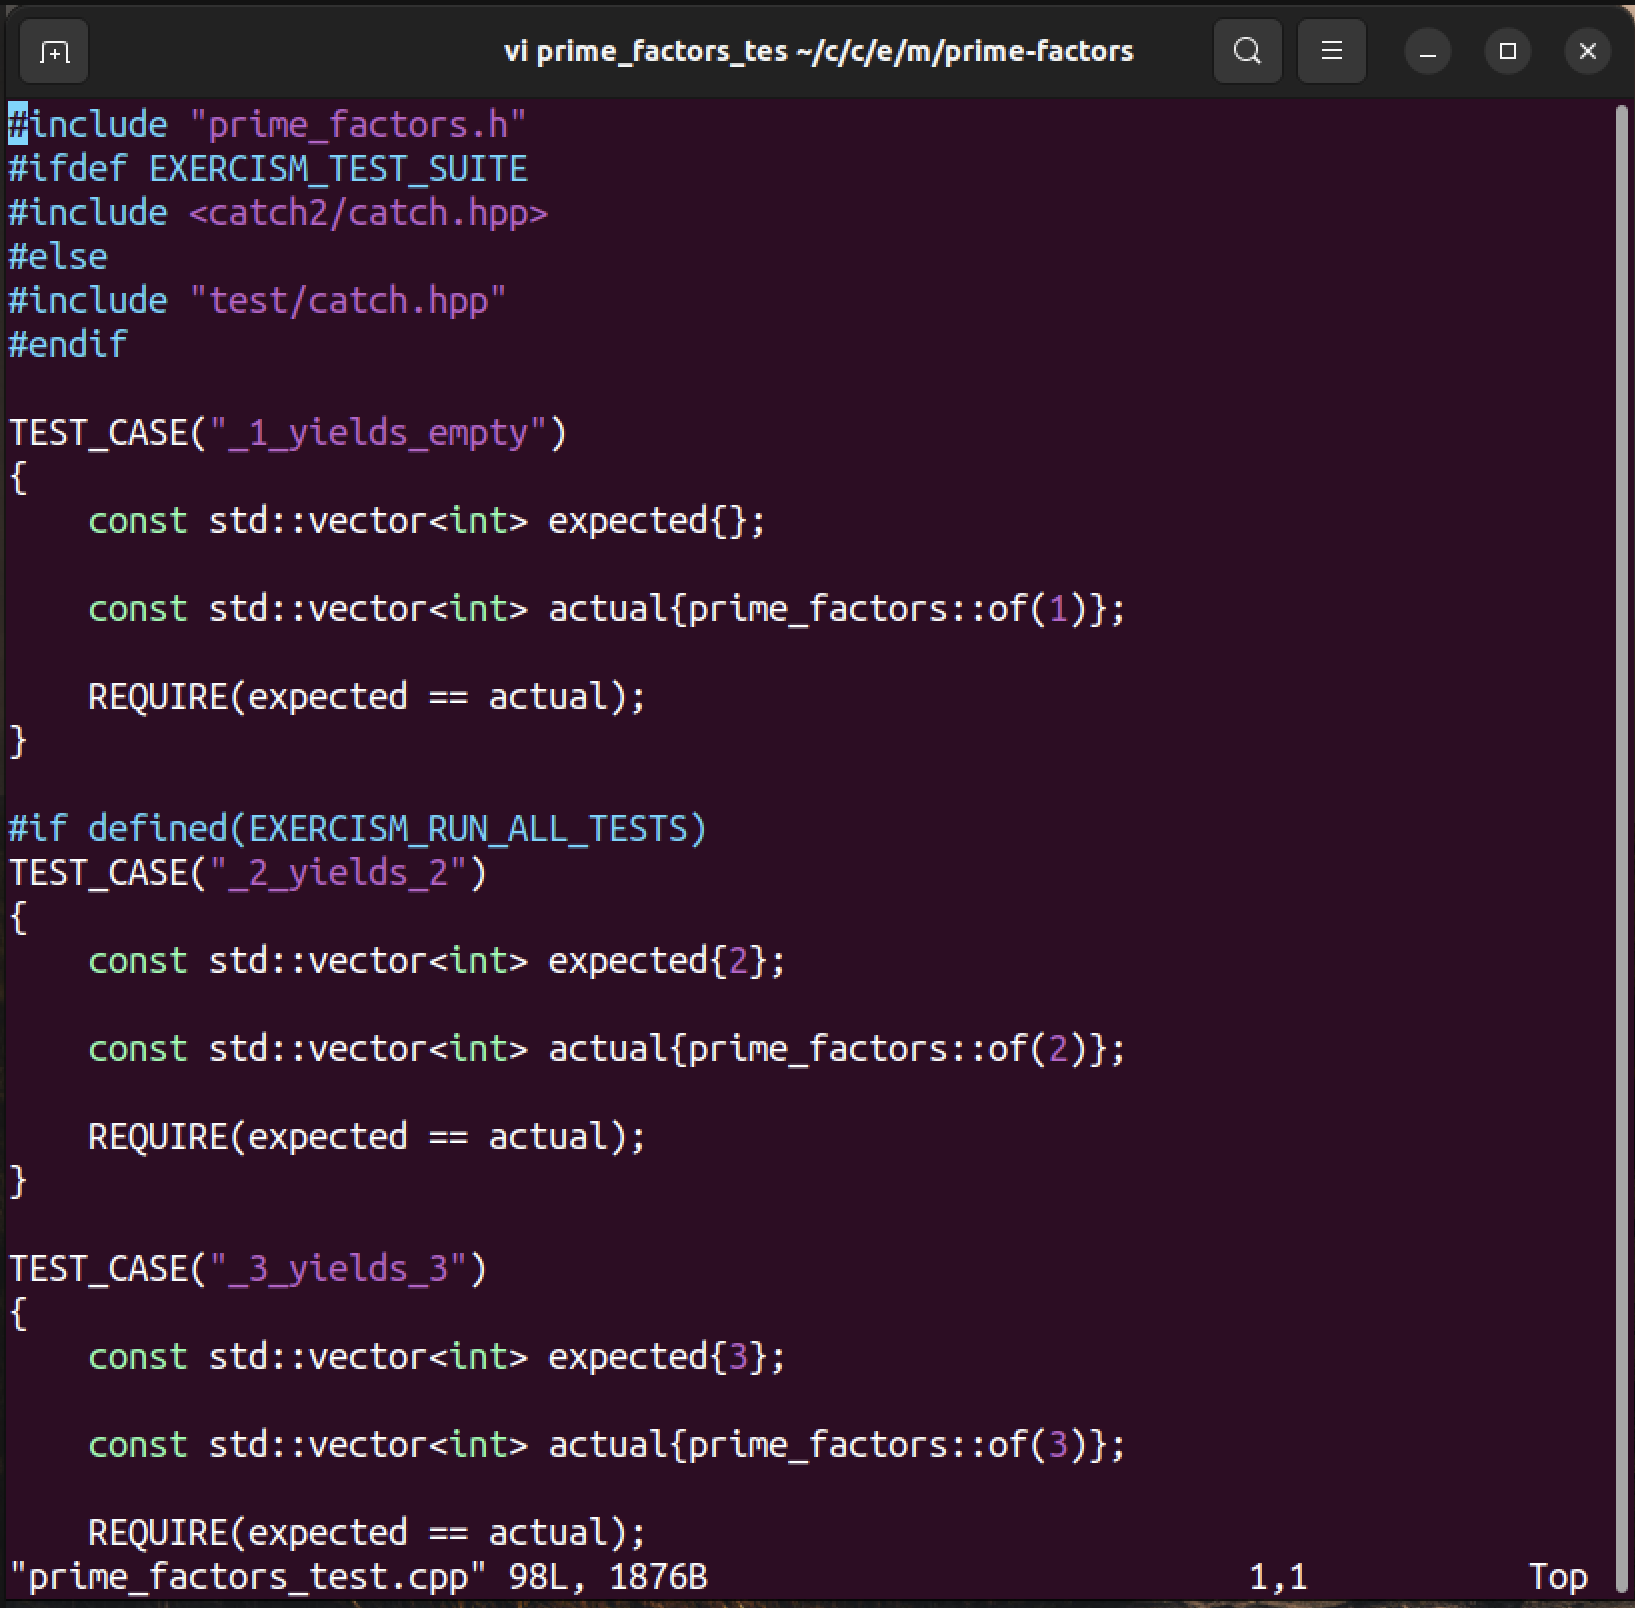 vi prime_factors_tes ~/c/c/e/m/prime-factors
#include "prime_factors.h"
#ifdef EXERCISM_TEST_SUITE
#include <catch2/catch.hpp>
#else
#include "test/catch.hpp"
#endif
TEST_CASE("_1_yields_empty")
{
    const std::vector<int> expected{};
    const std::vector<int> actual{prime_factors::of(1)};
    REQUIRE(expected == actual);
}
#if defined(EXERCISM_RUN_ALL_TESTS)
TEST_CASE("_2_yields_2")
{
    const std::vector<int> expected{2};
    const std::vector<int> actual{prime_factors::of(2)};
    REQUIRE(expected == actual);
}
TEST_CASE("_3_yields_3")
{
    const std::vector<int> expected{3};
    const std::vector<int> actual{prime_factors::of(3)};
    REQUIRE(expected == actual);
"prime_factors_test.cpp" 98L, 1876B 1,1 Top